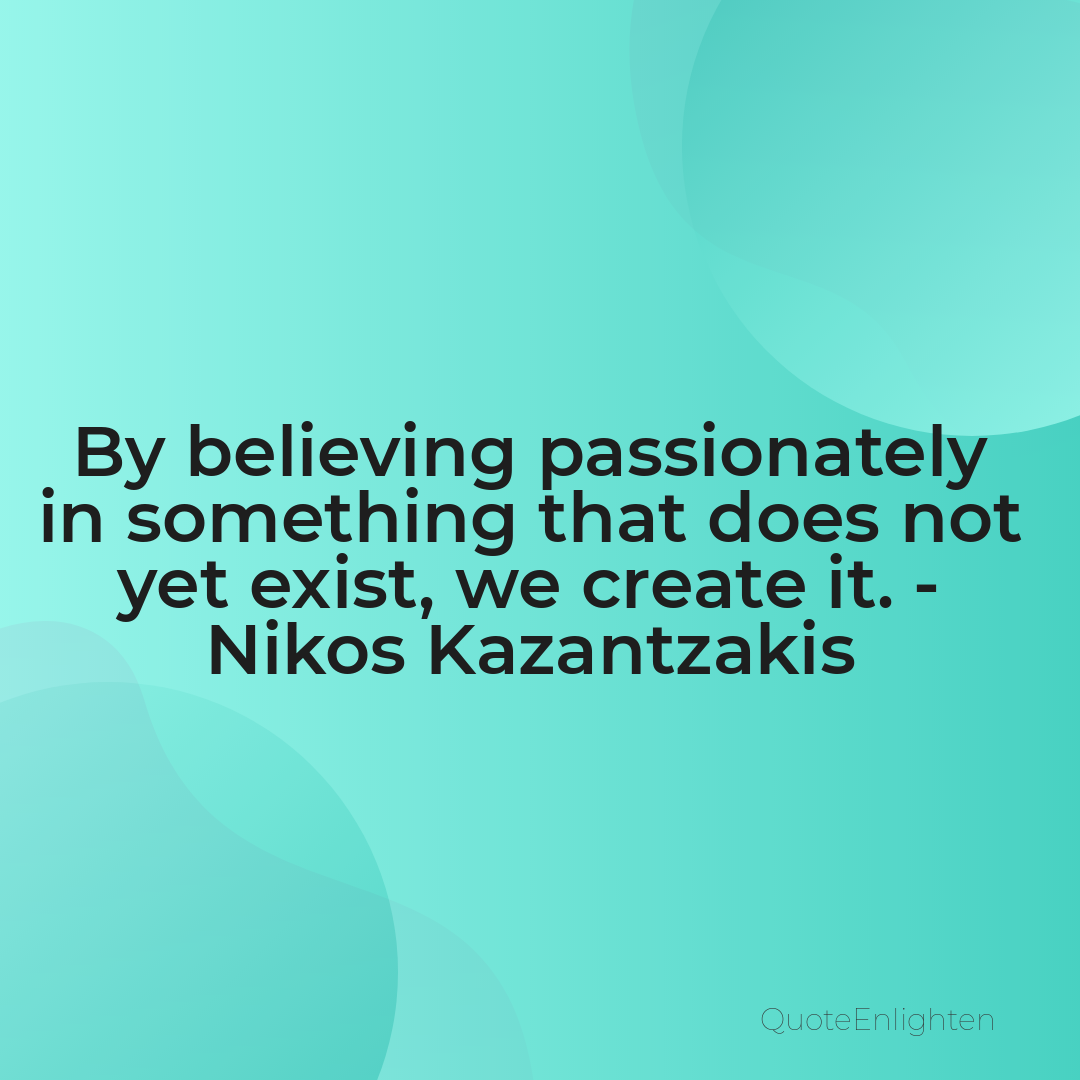 By believing passionately
in something that does not
yet exist, we create it. -
Nikos Kazantzakis
QuoteEnlighten